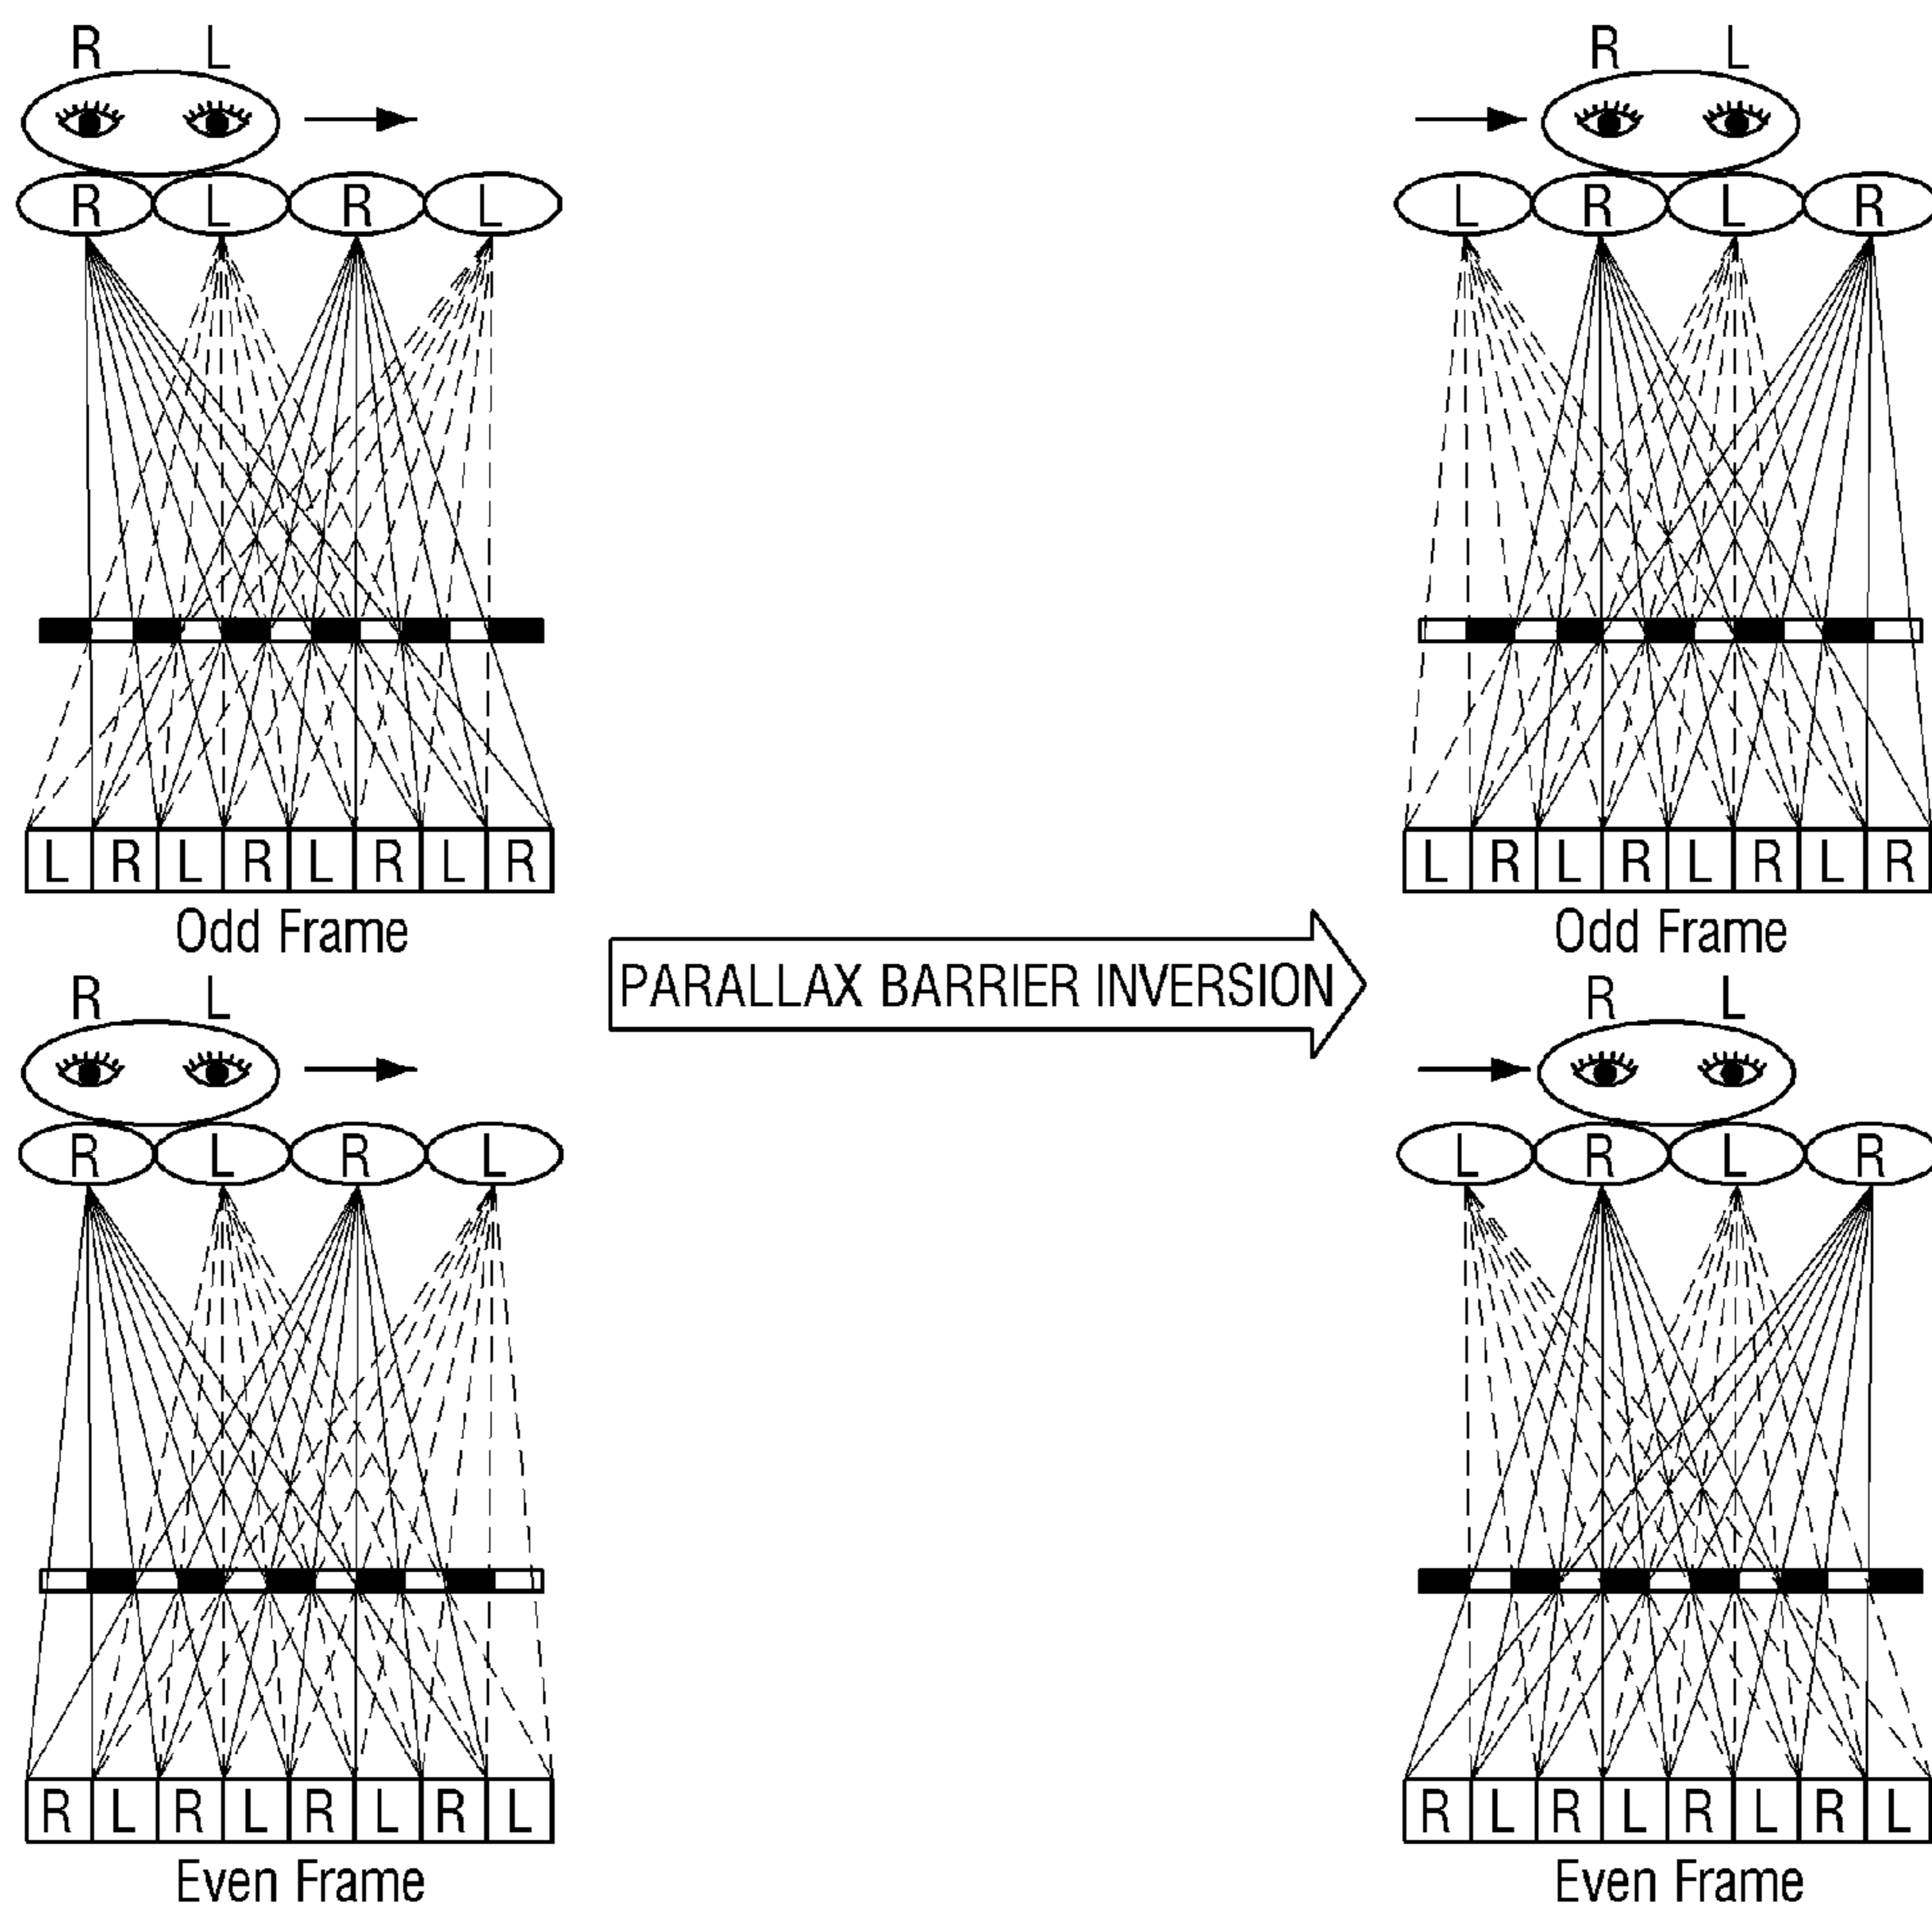 R L R L
R L R L L R L R
L R L R L R L R L R L R L R L R
Odd Frame Odd Frame
PARALLAX BARRIER INVERSION
R L R L
R L R L L R L R
R L R L R L R L R L R L R L R L
Even Frame Even Frame